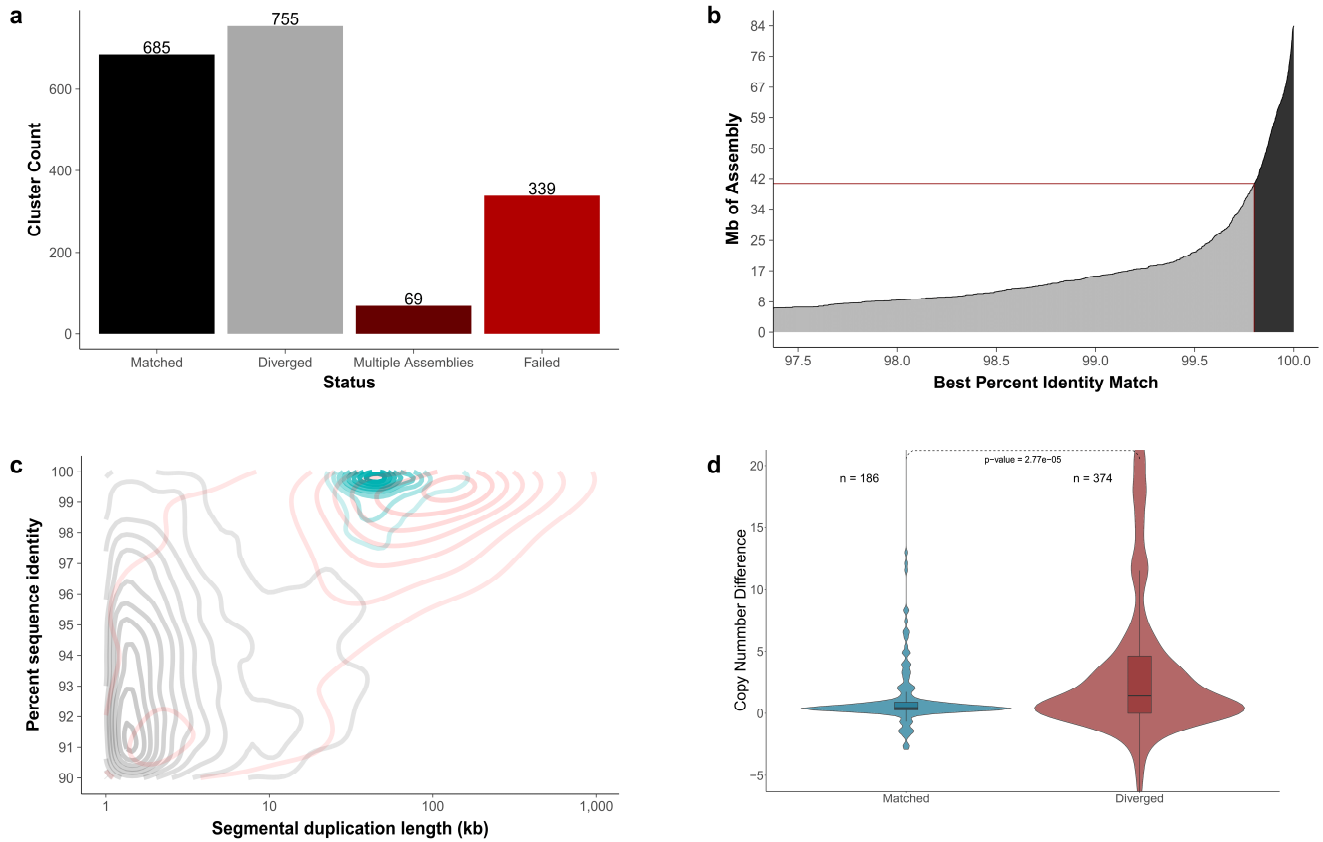 a
755
685
339
69
Cluster Count
600
400
200
0
Matched
Diverged
Multiple Assemblies
Failed
Status
b
Mb of Assembly
84
76
67
59
50
42
34
25
17
8
0
97.5
98.0
98.5
99.0
99.5
100.0
Best Percent Identity Match
c
Percent sequence identity
100
99
98
97
96
95
94
93
92
91
90
1
10
100
1,000
Segmental duplication length (kb)
d
Copy Nummber Difference
20
15
10
5
0
−5
p−value = 2.77e−05
n = 186
n = 374
Matched
Diverged